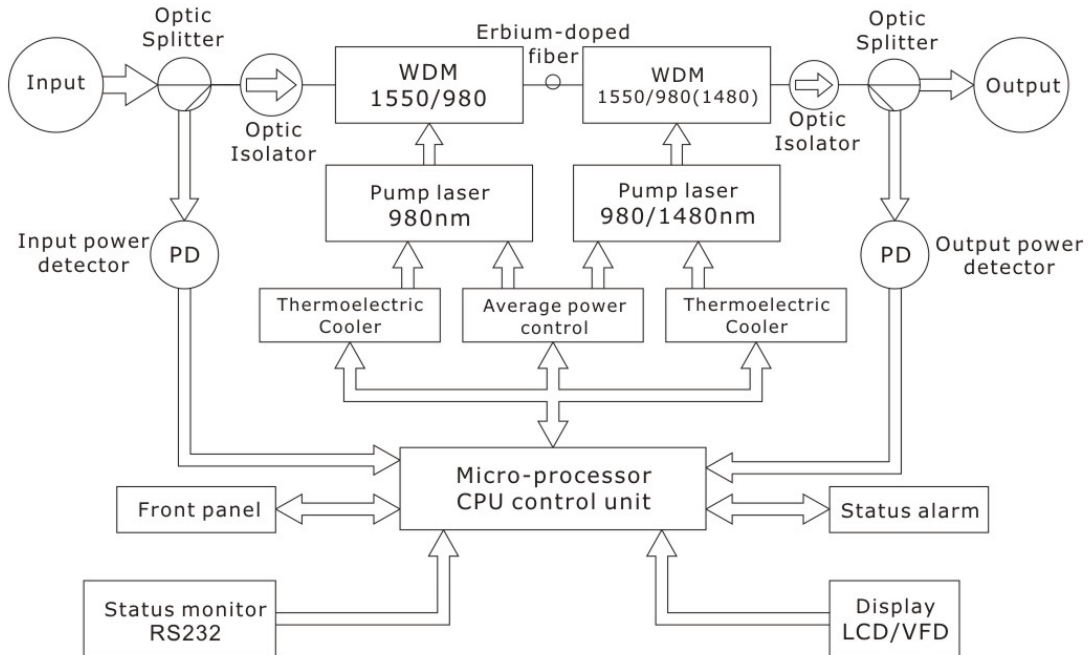 Optic
Splitter
Erbium-doped
fiber
Optic
Splitter
Input
WDM
1550/980
WDM
1550/980(1480)
Output
Optic
Isolator
Optic
Isolator
Pump laser
980nm
Pump laser
980/1480nm
Input power
detector
PD
PD
Output power
detector
Thermoelectric
Cooler
Average power
control
Thermoelectric
Cooler
Micro-processor
CPU control unit
Front panel
Status alarm
Status monitor
RS232
Display
LCD/VFD